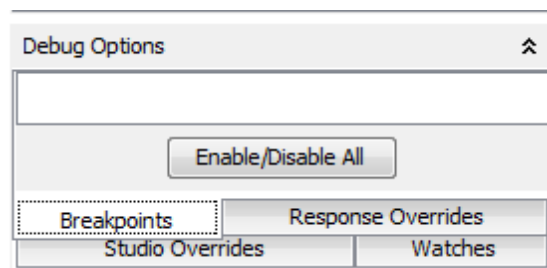 Debug Options
Enable/Disable All
Breakpoints Response Overrides
Studio Overrides Watches